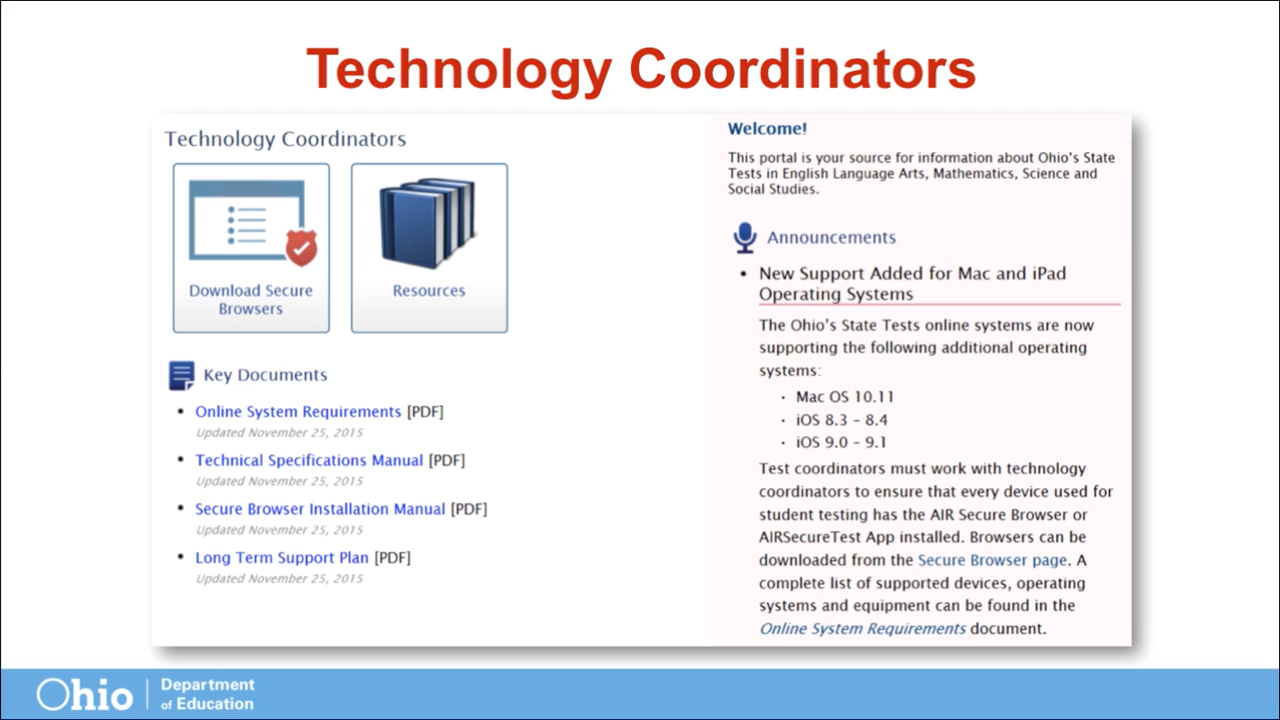 Technology Coordinators
Technology Coordinators
Download Secure
Browsers
Resources
Key Documents
• Online System Requirements [PDF]
Updated November 25, 2015
• Technical Specifications Manual [PDF]
Updated November 25, 2015
• Secure Browser Installation Manual [PDF]
Updated November 25, 2015
• Long Term Support Plan [PDF]
Updated November 25, 2015
Welcome!
This portal is your source for information about Ohio's State
Tests in English Language Arts, Mathematics, Science and
Social Studies.
Announcements
• New Support Added for Mac and iPad
Operating Systems
The Ohio's State Tests online systems are now
supporting the following additional operating
systems:
· Mac OS 10.11
· iOS 8.3 – 8.4
· iOS 9.0 – 9.1
Test coordinators must work with technology
coordinators to ensure that every device used for
student testing has the AIR Secure Browser or
AIRSecureTest App installed. Browsers can be
downloaded from the Secure Browser page. A
complete list of supported devices, operating
systems and equipment can be found in the
Online System Requirements document.
Ohio
Department
of Education